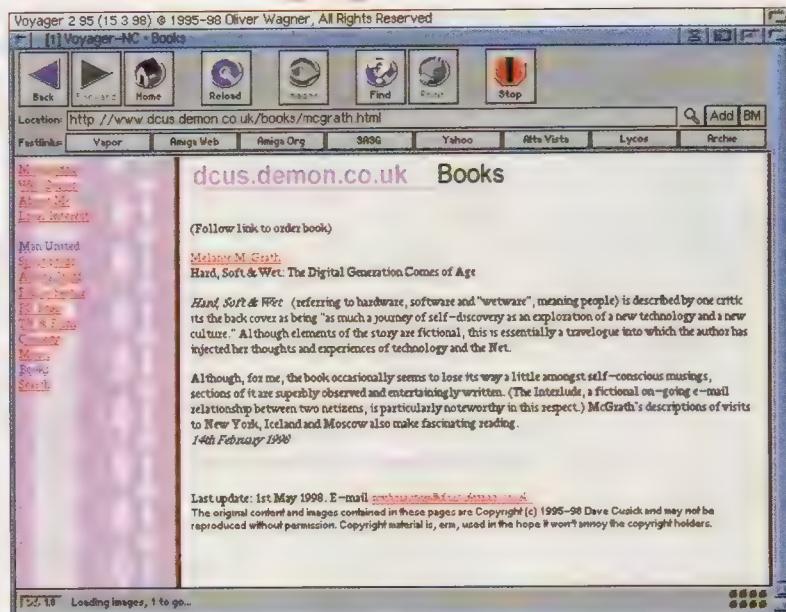 Voyager 2 95 (15 3 98) © 1995-98 Oliver Wagner, All Rights Reserved
[1] Voyager-NC · Books
Back Forward Home Reload Images Find Print Stop
Location: http //www dcus demon co uk/books/mcgrath html Add BM
Fastlinks: Vapor Amiga Web Amiga Org SASG Yahoo Alta Vista Lycos Archie
dcus.demon.co.uk Books
Man United
Comedy
Movies
Books
Search
(Follow link to order book)
Melanie M. Grath
Hard, Soft & Wet: The Digital Generation Comes of Age
Hard, Soft & Wet (referring to hardware, software and "wetware", meaning people) is described by one critic
its the back cover as being "as much a journey of self-discovery as an exploration of a new technology and a new
culture." Although elements of the story are fictional, this is essentially a travelogue into which the author has
injected her thoughts and experiences of technology and the Net.
Although, for me, the book occasionally seems to lose its way a little amongst self-conscious musings,
sections of it are superbly observed and entertainingly written. (The Interlude, a fictional on-going e-mail
relationship between two netizens, is particularly noteworthy in this respect.) McGrath's descriptions of visits
to New York, Iceland and Moscow also make fascinating reading.
14th February 1998
Last update: 1st May 1998. E-mail
The original content and images contained in these pages are Copyright (c) 1995-98 Dave Cusick and may not be
reproduced without permission. Copyright material is, erm, used in the hope it won't annoy the copyright holders.
Loading images, 1 to go...